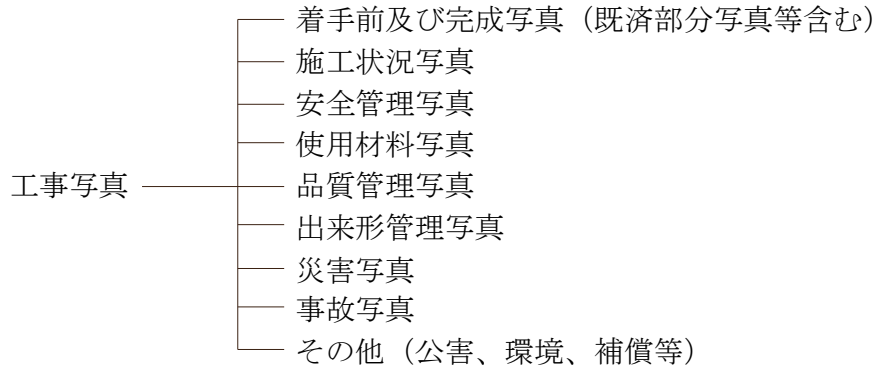 着手前及び完成写真（既済部分写真等含む）
施工状況写真
安全管理写真
使用材料写真
工事写真
品質管理写真
出来形管理写真
災害写真
事故写真
その他（公害、環境、補償等）